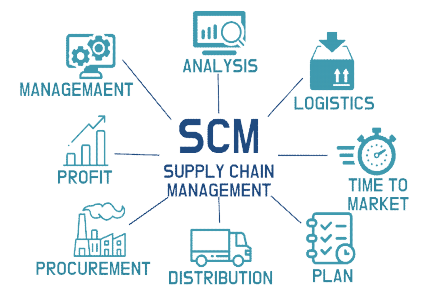 ANALYSIS
MANAGEMAENT
LOGISTICS
SCM
SUPPLY CHAIN
MANAGEMENT
PROFIT
TIME TO
MARKET
PROCUREMENT
DISTRIBUTION
PLAN